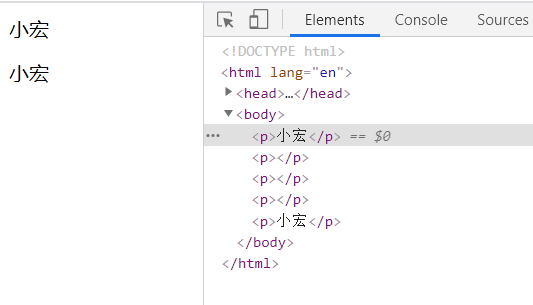 小宏
小宏
Elements Console Sources
<!DOCTYPE html>
<html lang="en">
<head>…</head>
<body>
<p>小宏</p> == $0
<p></p>
<p></p>
<p></p>
<p>小宏</p>
</body>
</html>